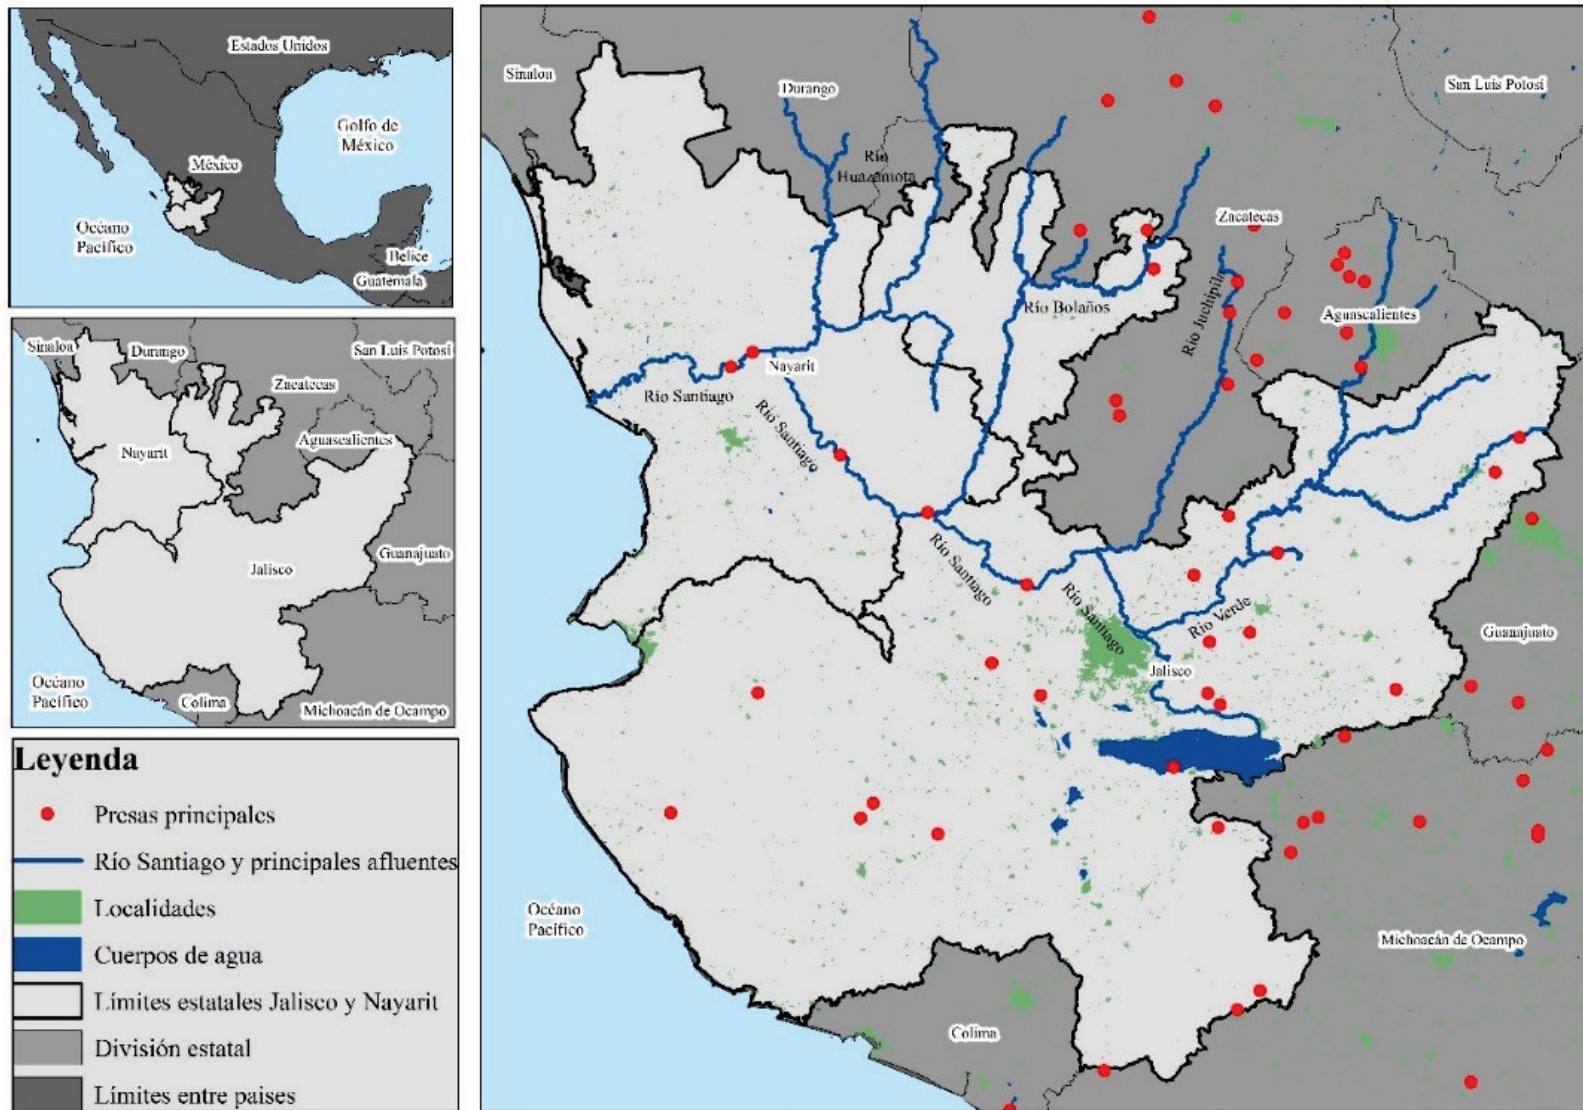 Estados Unidos
Golfo de
México
México
Océano
Pacífico
Belice
Guatemala
Sinaloa
Durango
San Luis Potosí
Zacatecas
Aguascalientes
Nayarit
Guanajuato
Jalisco
Océano
Pacífico
Colima
Michoacán de Ocampo
Leyenda
Presas principales
Río Santiago y principales afluentes
Localidades
Cuerpos de agua
Límites estatales Jalisco y Nayarit
División estatal
Límites entre paises
Sinaloa
Durango
San Luis Potosí
Río
Huazamota
Zacatecas
Río Juchipila
Río Bolaños
Aguascalientes
Nayarit
Río Santiago
Río Santiago
Río Santiago
Río Santiago
Río Verde
Jalisco
Guanajuato
Océano
Pacífico
Michoacán de Ocampo
Colima